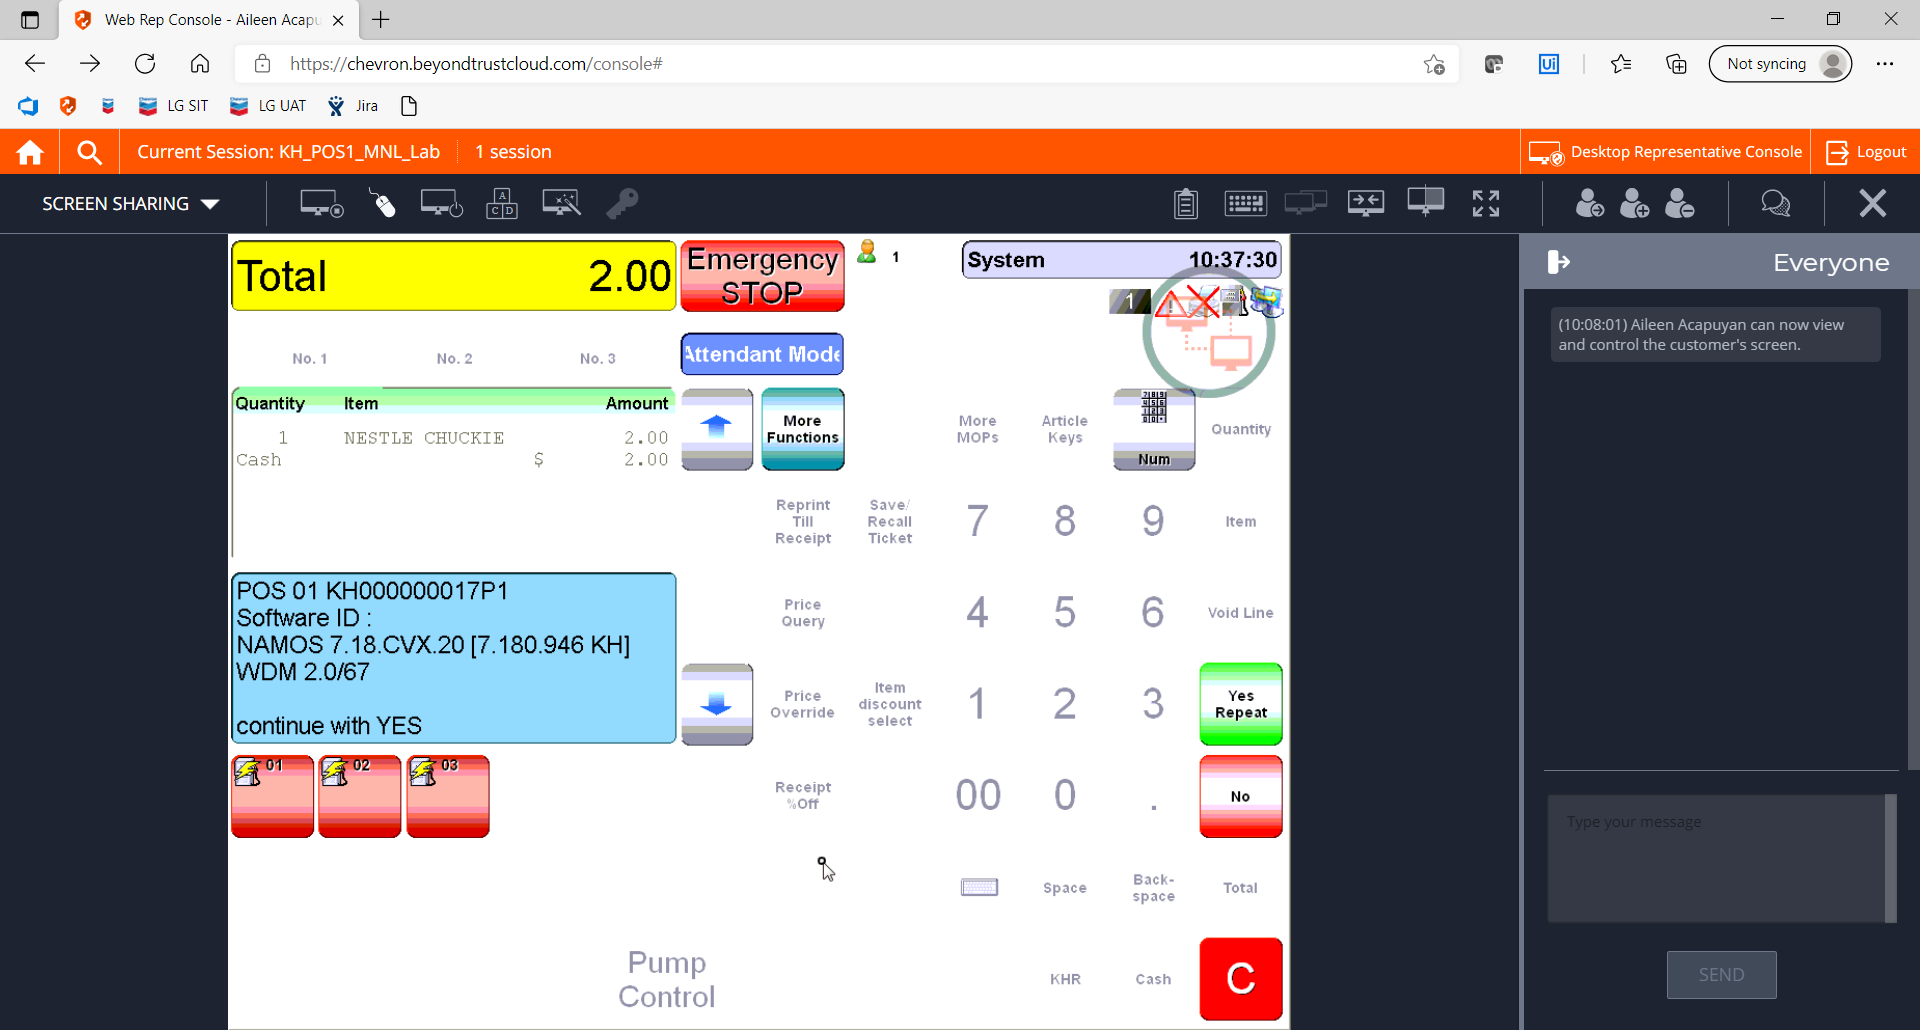 Web Rep Console - Aileen Acapu
https://chevron.beyondtrustcloud.com/console#
Not syncing
LG SIT
LG UAT
Jira
Current Session: KH_POS1_MNL_Lab
1 session
Desktop Representative Console
Logout
SCREEN SHARING
A
C D
Total 2.00
Emergency
STOP
1
System 10:37:30
1
No. 1 No. 2 No. 3
Attendant Mode
Quantity Item Amount
1 NESTLE CHUCKIE 2.00
Cash $ 2.00
More
Functions
More
MOPs
Article
Keys
Num
Quantity
Reprint
Till
Receipt
Save/
Recall
Ticket
7 8 9
Item
POS 01 KH000000017P1
Software ID :
NAMOS 7.18.CVX.20 [7.180.946 KH]
WDM 2.0/67
continue with YES
Price
Query
4 5 6
Void Line
Price
Override
Item
discount
select
1 2 3
Yes
Repeat
01 02 03
Receipt
%Off
00 0 .
No
Space
Back-
space
Total
Pump
Control
KHR
Cash
C
Everyone
(10:08:01) Aileen Acapuyan can now view
and control the customer's screen.
Type your message
SEND